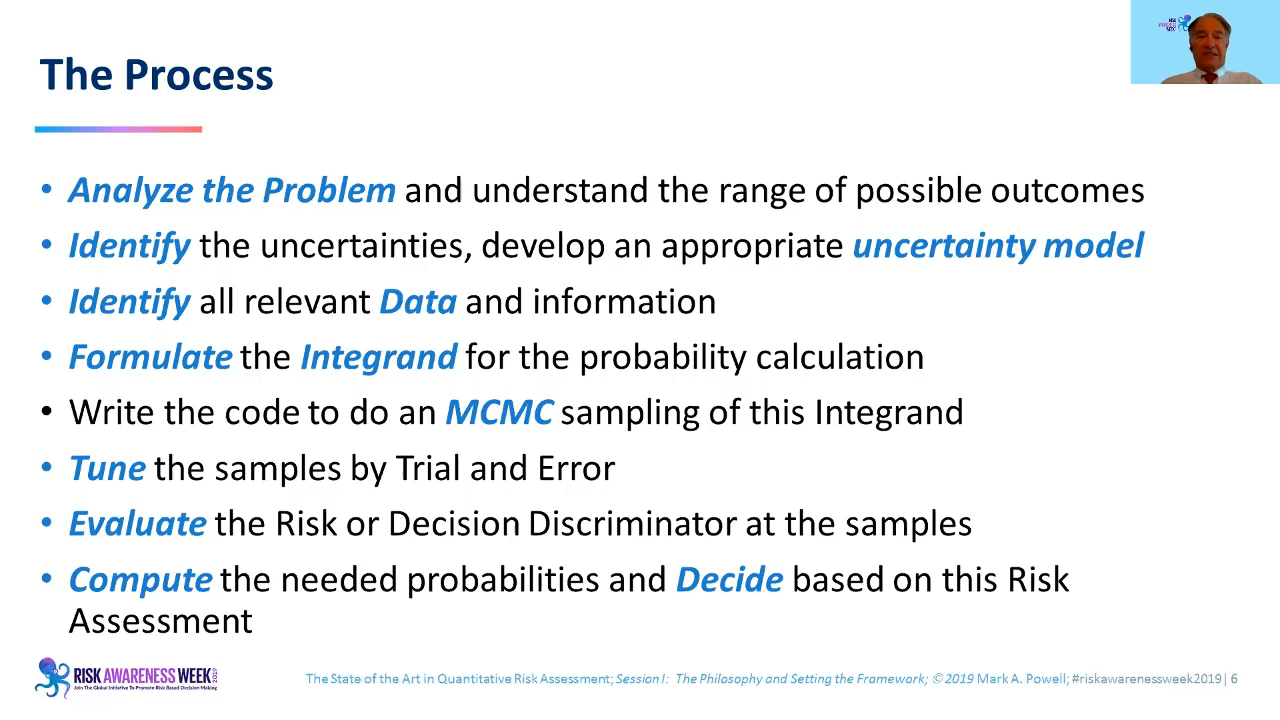 The Process
• Analyze the Problem and understand the range of possible outcomes
• Identify the uncertainties, develop an appropriate uncertainty model
• Identify all relevant Data and information
• Formulate the Integrand for the probability calculation
• Write the code to do an MCMC sampling of this Integrand
• Tune the samples by Trial and Error
• Evaluate the Risk or Decision Discriminator at the samples
• Compute the needed probabilities and Decide based on this Risk
Assessment
RISK AWARENESS WEEK 2019
Join The Global Initiative To Promote Risk Based Decision Making
The State of the Art in Quantitative Risk Assessment; Session I: The Philosophy and Setting the Framework; © 2019 Mark A. Powell; #riskawarenessweek2019| 6